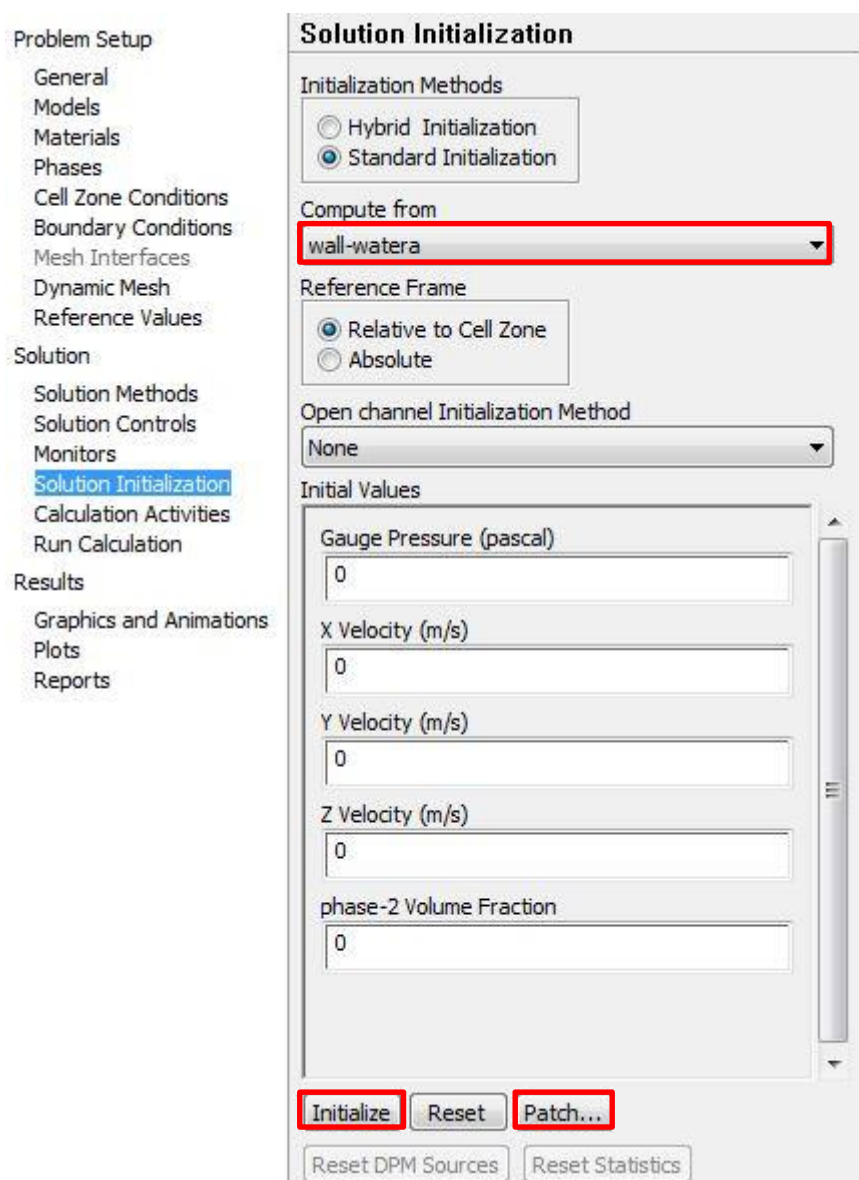 Problem Setup
General
Models
Materials
Phases
Cell Zone Conditions
Boundary Conditions
Mesh Interfaces
Dynamic Mesh
Reference Values
Solution
Solution Methods
Solution Controls
Monitors
Solution Initialization
Calculation Activities
Run Calculation
Results
Graphics and Animations
Plots
Reports
Solution Initialization
Initialization Methods
Hybrid Initialization
Standard Initialization
Compute from
wall-watera
Reference Frame
Relative to Cell Zone
Absolute
Open channel Initialization Method
None
Initial Values
Gauge Pressure (pascal)
0
X Velocity (m/s)
0
Y Velocity (m/s)
0
Z Velocity (m/s)
0
phase-2 Volume Fraction
0
Initialize Reset Patch...
Reset DPM Sources Reset Statistics